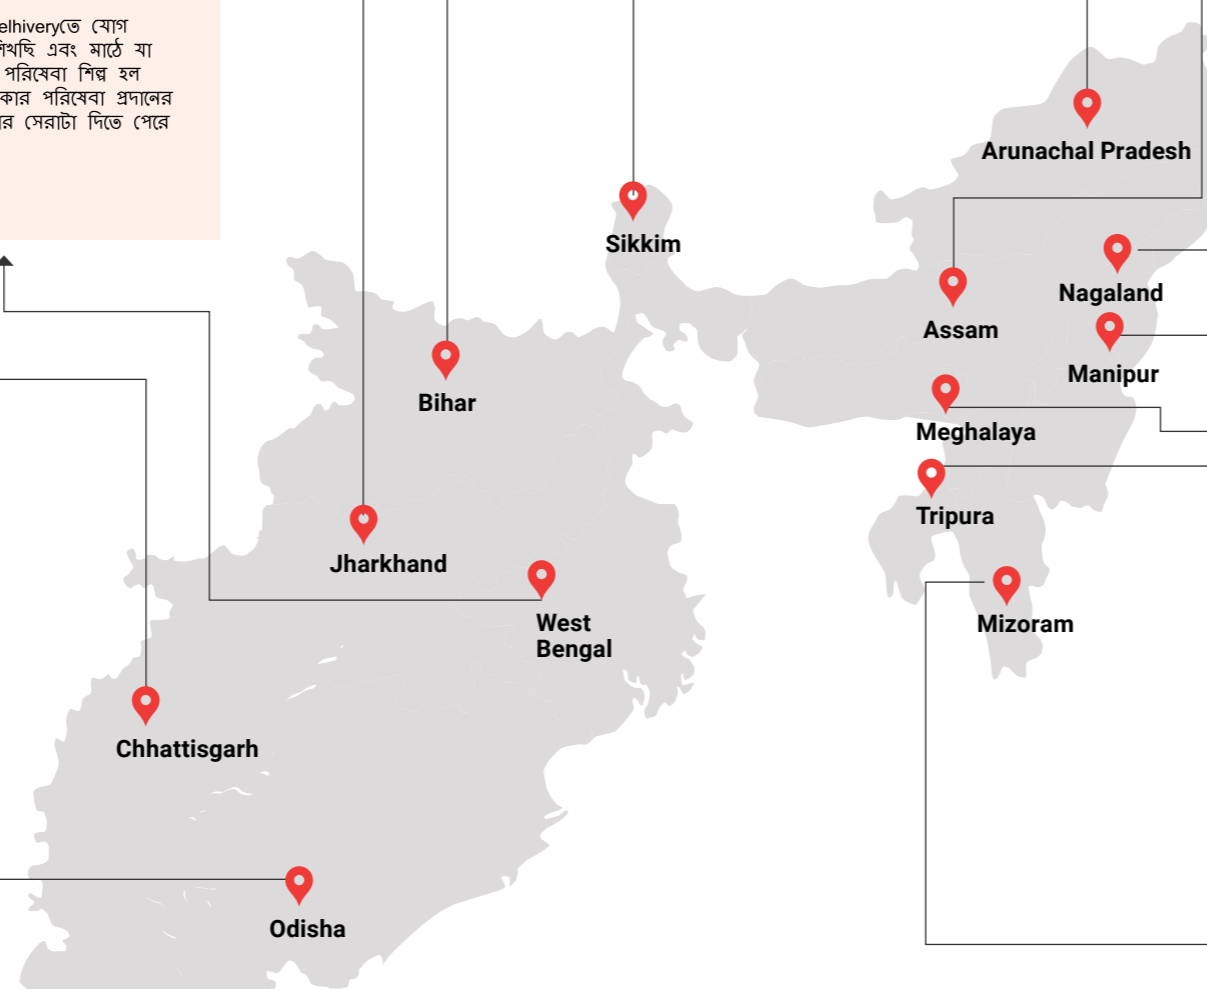 elhiveryতে যোগ
এবং মাঠে যা
পরিষেবা শিল্প হল
কার পরিষেবা প্রদানের
র সেরাটা দিতে পেরে
Arunachal Pradesh
Sikkim
Nagaland
Assam
Manipur
Bihar
Meghalaya
Tripura
Jharkhand
West
Bengal
Mizoram
Chhattisgarh
Odisha